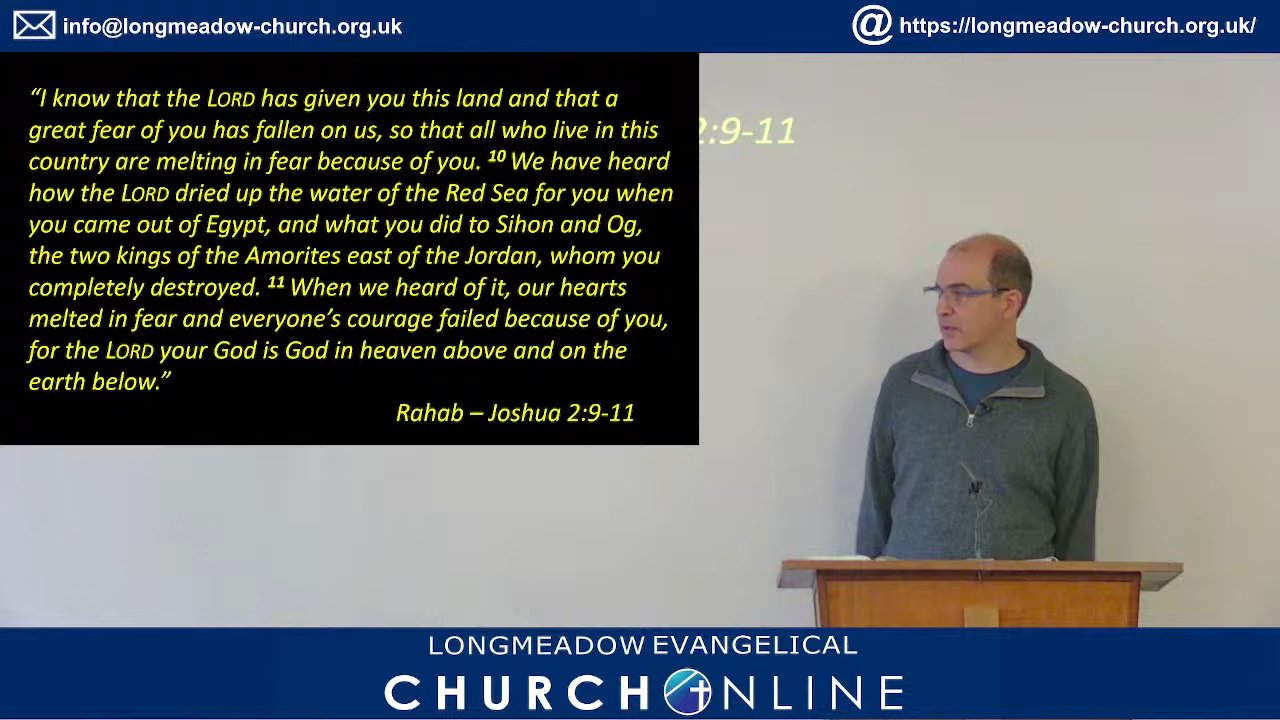 info@longmeadow-church.org.uk
https://longmeadow-church.org.uk/
“I know that the LORD has given you this land and that a
great fear of you has fallen on us, so that all who live in this
country are melting in fear because of you. 10 We have heard
how the LORD dried up the water of the Red Sea for you when
you came out of Egypt, and what you did to Sihon and Og,
the two kings of the Amorites east of the Jordan, whom you
completely destroyed. 11 When we heard of it, our hearts
melted in fear and everyone’s courage failed because of you,
for the LORD your God is God in heaven above and on the
earth below.”
Rahab – Joshua 2:9-11
2:9-11
LONGMEADOW EVANGELICAL
CHURCH ONLINE